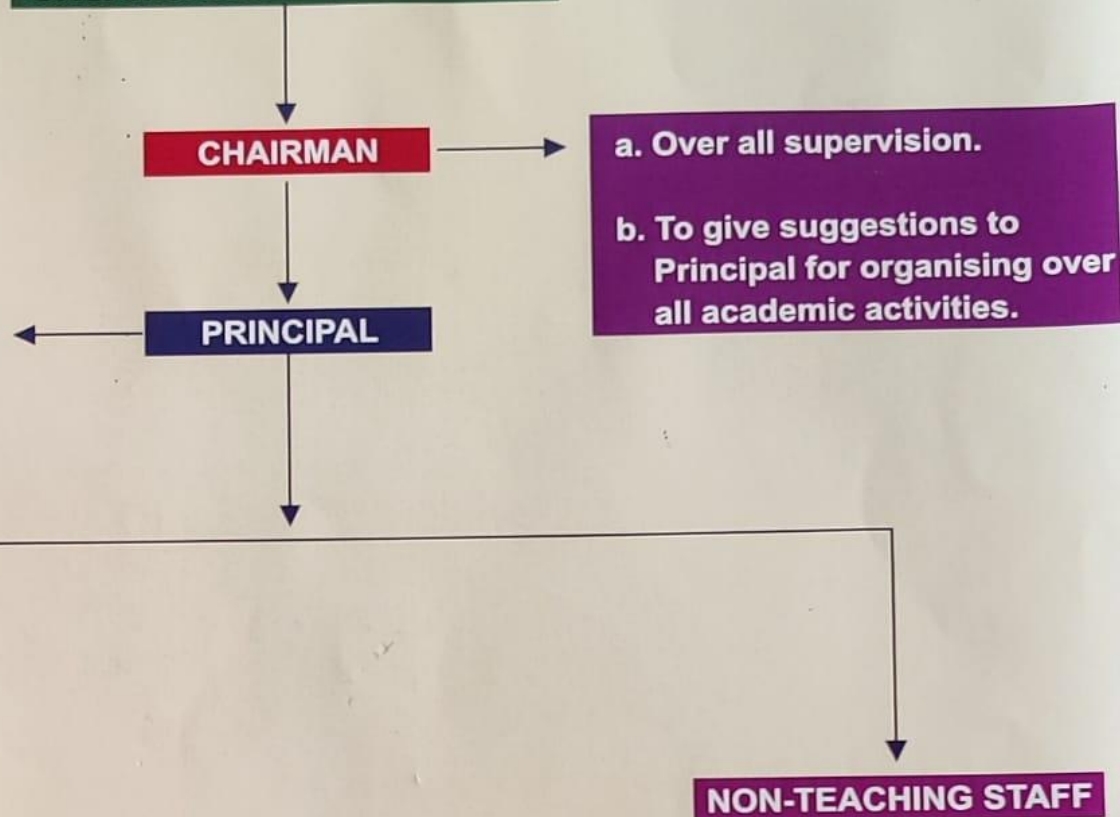 CHAIRMAN
a. Over all supervision.
b. To give suggestions to
Principal for organising over
all academic activities.
PRINCIPAL
NON-TEACHING STAFF